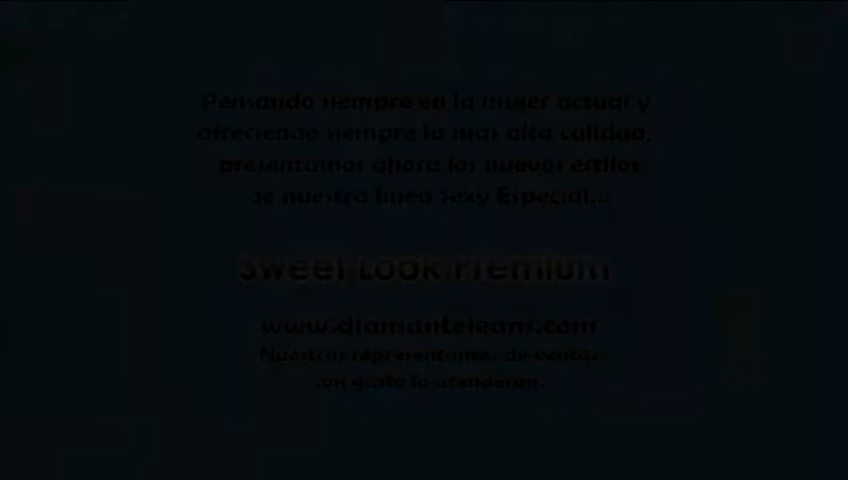 Pensando siempre en la mujer actual y
ofreciendo siempre la mas alta calidad,
presentamos ahora los nuevos estilos
de nuestra linea Sexy Especial...
Sweet Look Premium
www.diamantejeans.com
Nuestros representantes de ventas
con gusto la atenderan.